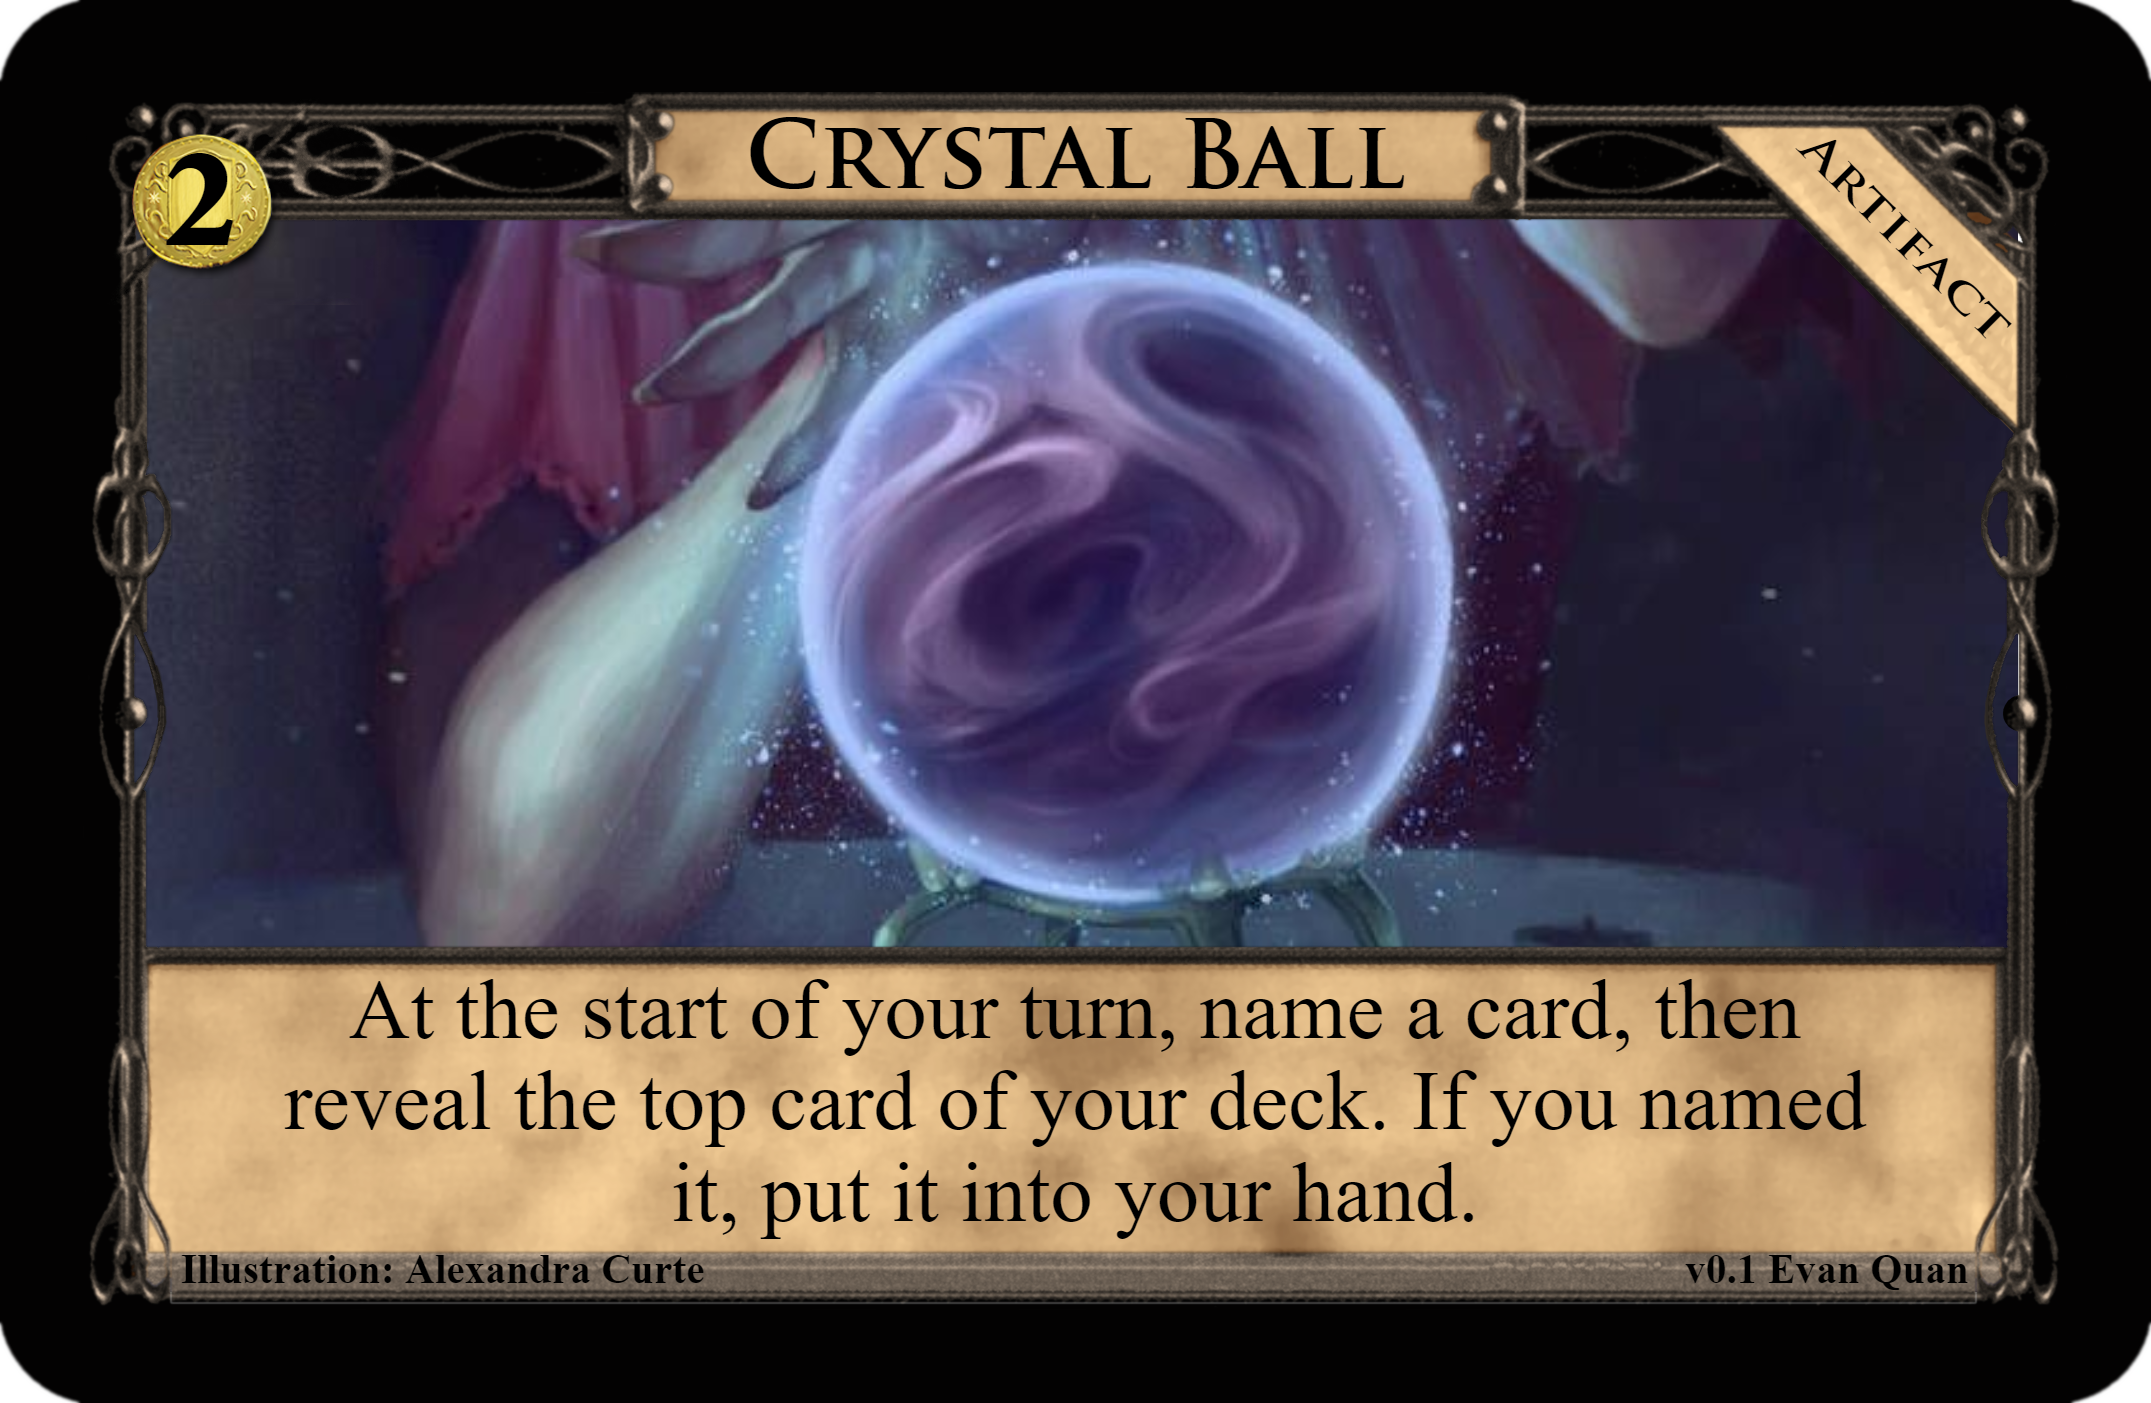 Crystal Ball
2
Artifact
At the start of your turn, name a card, then
reveal the top card of your deck. If you named
it, put it into your hand.
Illustration: Alexandra Curte
v0.1 Evan Quan